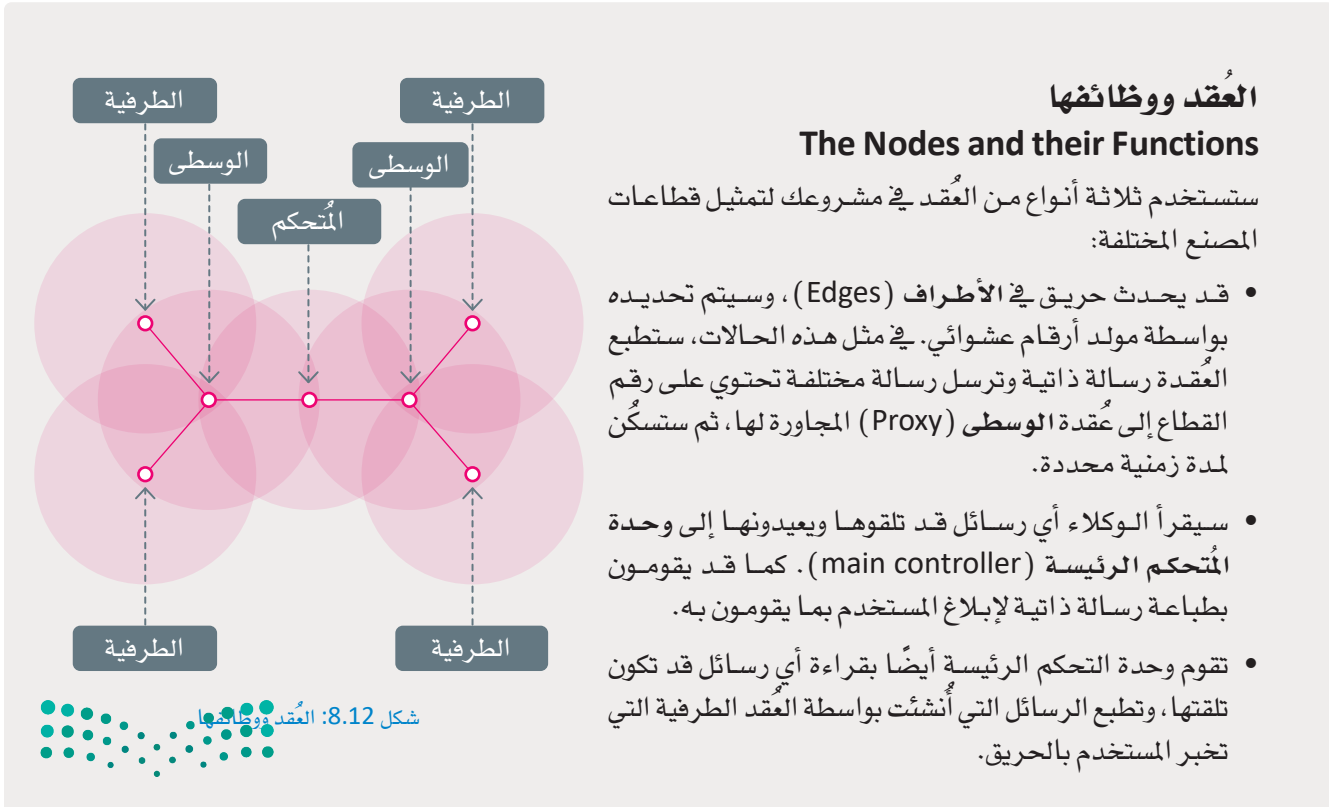 العُقد ووظائفها
The Nodes and their Functions
ستستخدم ثلاثة أنواع من العُقد في مشروعك لتمثيل قطاعات
المصنع المختلفة:
• قد يحدث حريق في الأطراف (Edges)، وسيتم تحديده
بواسطة مولد أرقام عشوائي. في مثل هذه الحالات، ستطبع
العُقدة رسالة ذاتية وترسل رسالة مختلفة تحتوي على رقم
القطاع إلى عُقدة الوسطى (Proxy) المجاورة لها، ثم ستسكُن
لمدة زمنية محددة.
• سيقرأ الوكلاء أي رسائل قد تلقوها ويعيدونها إلى وحدة
المُتحكم الرئيسة (main controller). كما قد يقومون
بطباعة رسالة ذاتية لإبلاغ المستخدم بما يقومون به.
• تقوم وحدة التحكم الرئيسة أيضًا بقراءة أي رسائل قد تكون
تلقتها، وتطبع الرسائل التي أُنشئت بواسطة العُقد الطرفية التي
تخبر المستخدم بالحريق.
الطرفية
الطرفية
الوسطى
الوسطى
المُتحكم
الطرفية
الطرفية
شكل 8.12: العُقد ووظائفها